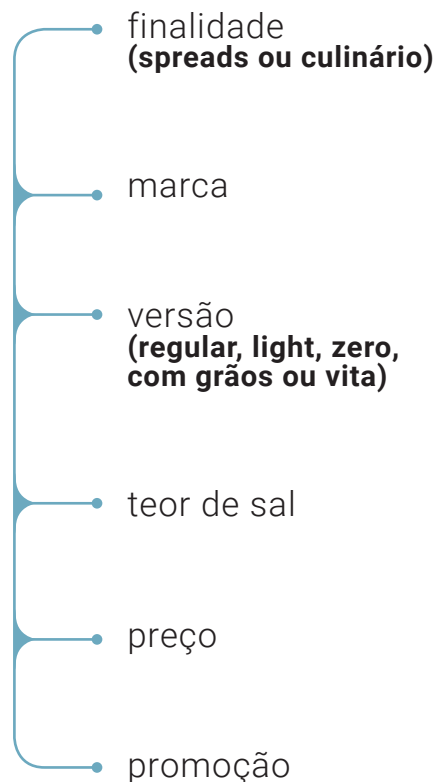 finalidade
(spreads ou culinário)
marca
versão
(regular, light, zero,
com grãos ou vita)
teor de sal
preço
promoção